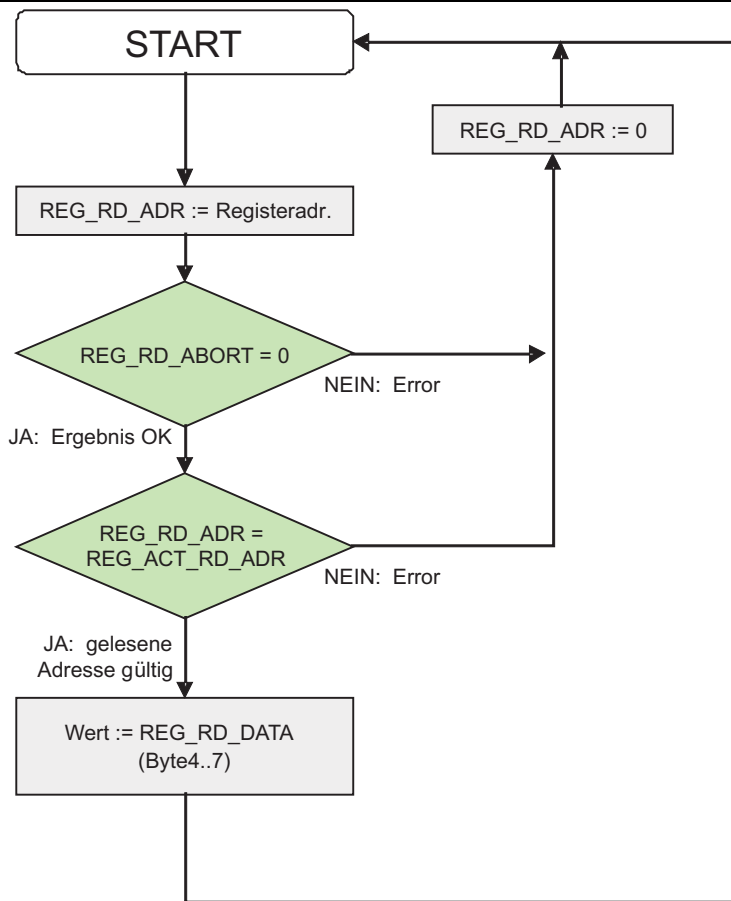 START
REG_RD_ADR := 0
REG_RD_ADR := Registeradr.
REG_RD_ABORT = 0
NEIN: Error
JA: Ergebnis OK
REG_RD_ADR =
REG_ACT_RD_ADR
NEIN: Error
JA: gelesene
Adresse gültig
Wert := REG_RD_DATA
(Byte4..7)